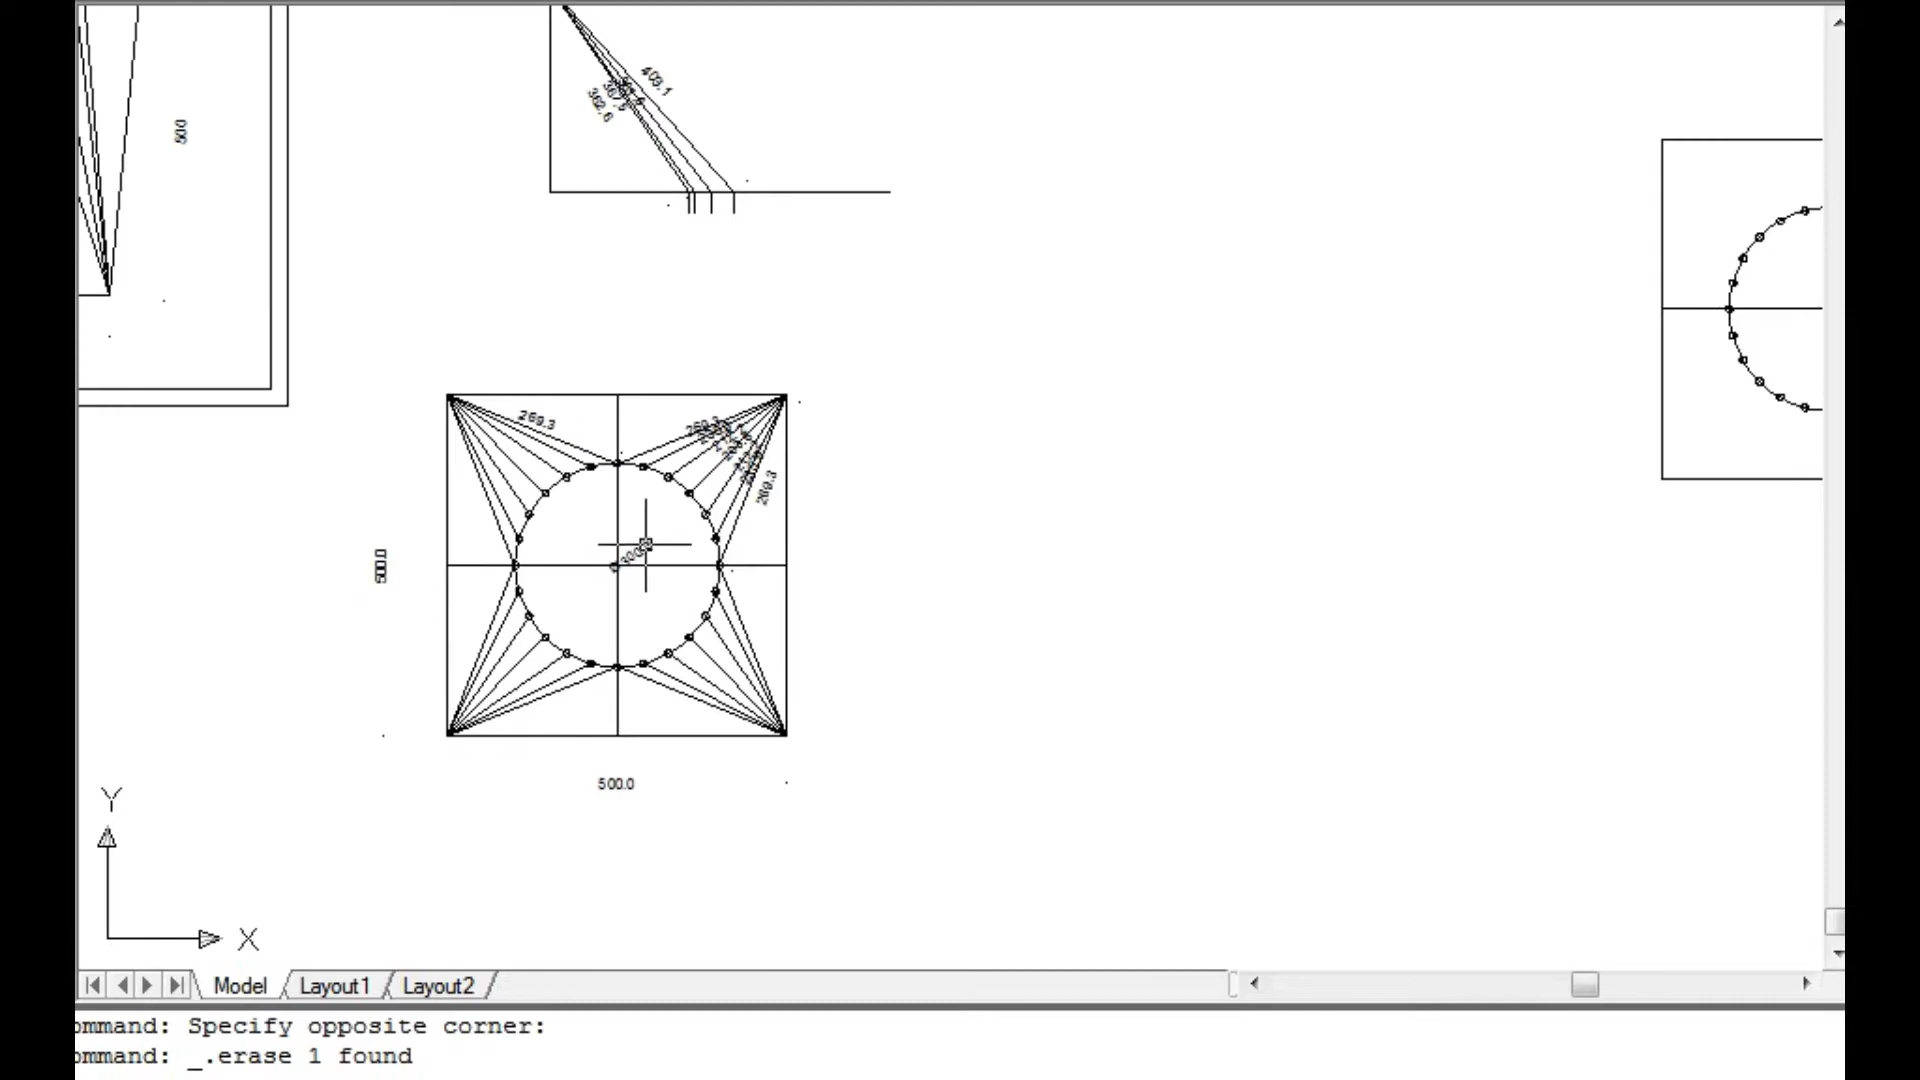 500
403.1
362.6
269.3
269.3
500.0
500.0
Y
X
Model
Layout1
Layout2
ommand: Specify opposite corner:
ommand: _.erase 1 found